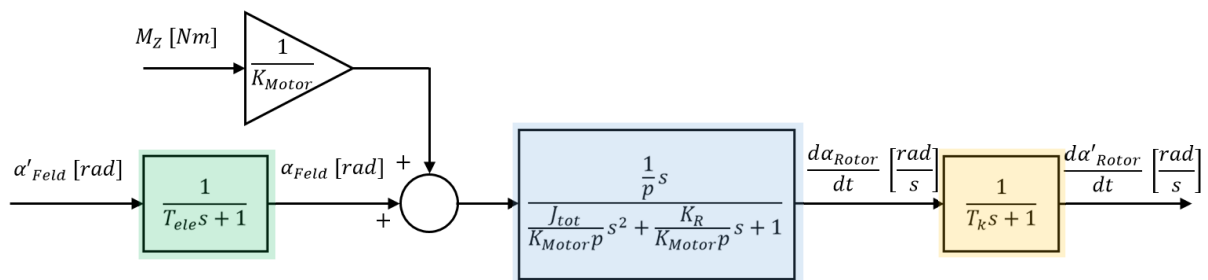 M_Z [Nm]
1
K_Motor
α'_Feld [rad]
1
T_ele s + 1
α_Feld [rad]
+
+
1/p s
J_tot/(K_Motor p) s² + K_R/(K_Motor p) s + 1
dα_Rotor/dt [rad/s]
1
T_k s + 1
dα'_Rotor/dt [rad/s]